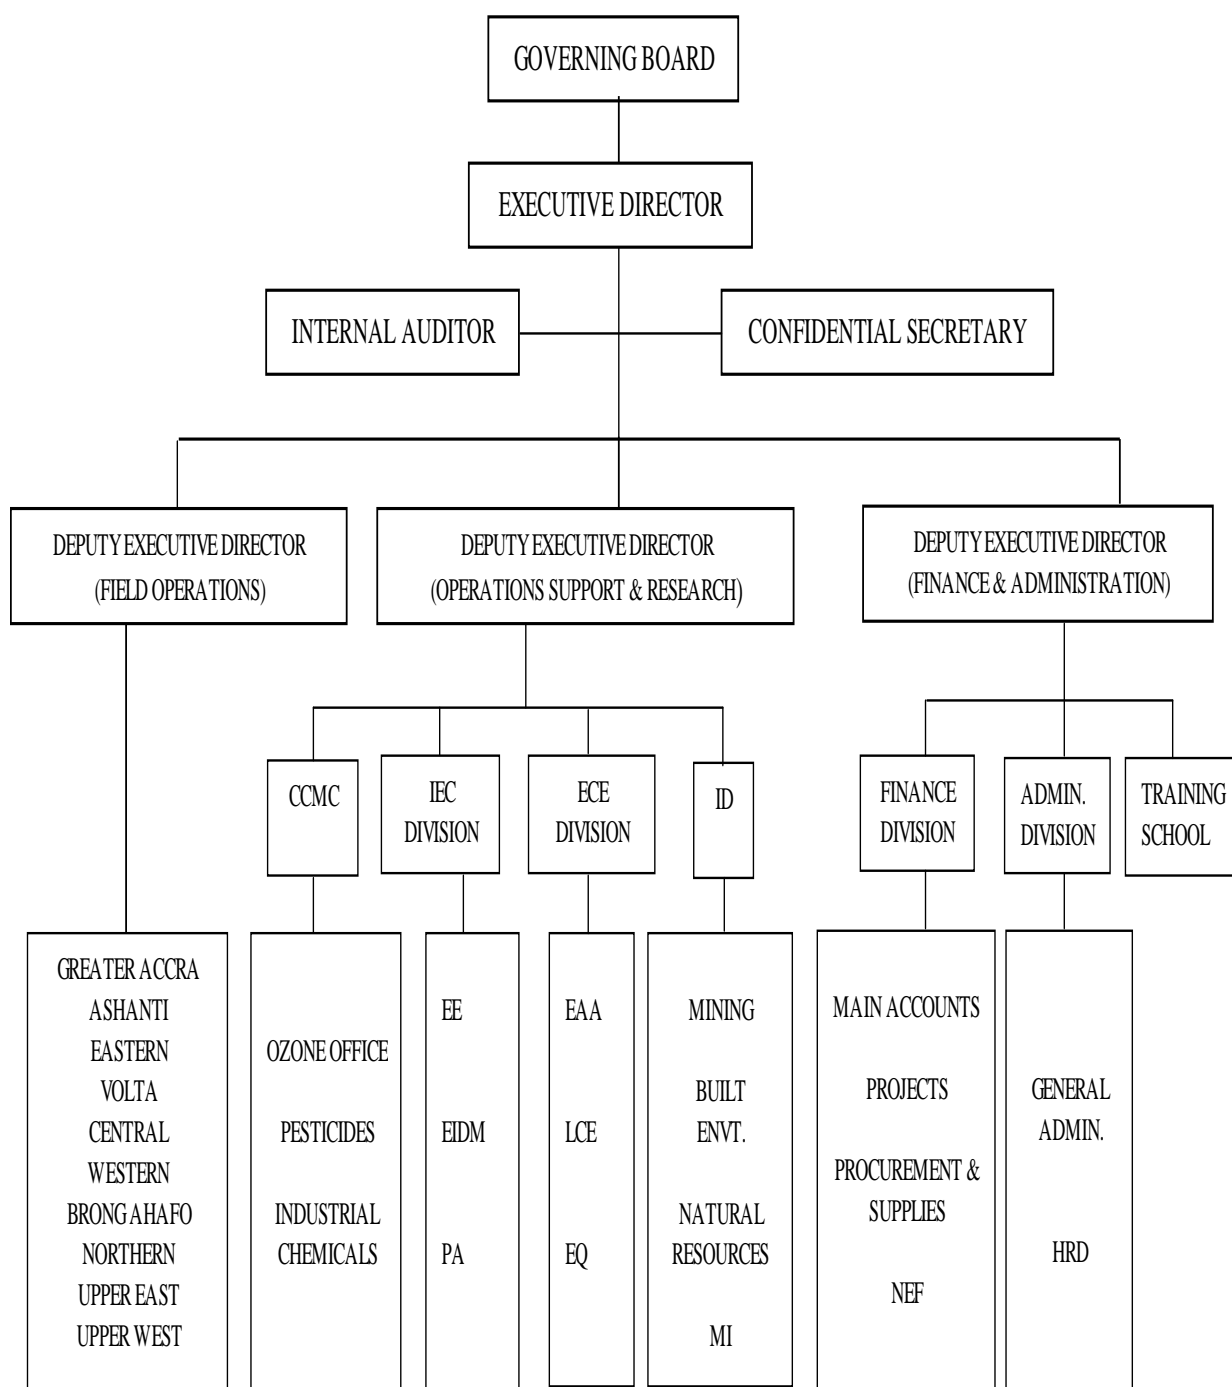 GOVERNING BOARD
EXECUTIVE DIRECTOR
INTERNAL AUDITOR
CONFIDENTIAL SECRETARY
DEPUTY EXECUTIVE DIRECTOR
(FIELD OPERATIONS)
DEPUTY EXECUTIVE DIRECTOR
(OPERATIONS SUPPORT & RESEARCH)
DEPUTY EXECUTIVE DIRECTOR
(FINANCE & ADMINISTRATION)
CCMC
IEC
DIVISION
ECE
DIVISION
ID
FINANCE
DIVISION
ADMIN.
DIVISION
TRAINING
SCHOOL
GREATER ACCRA
ASHANTI
EASTERN
VOLTA
CENTRAL
WESTERN
BRONG AHAFO
NORTHERN
UPPER EAST
UPPER WEST
OZONE OFFICE
PESTICIDES
INDUSTRIAL
CHEMICALS
EE
EIDM
PA
EAA
LCE
EQ
MINING
BUILT
ENVT.
NATURAL
RESOURCES
MI
MAIN ACCOUNTS
PROJECTS
PROCUREMENT &
SUPPLIES
NEF
GENERAL
ADMIN.
HRD